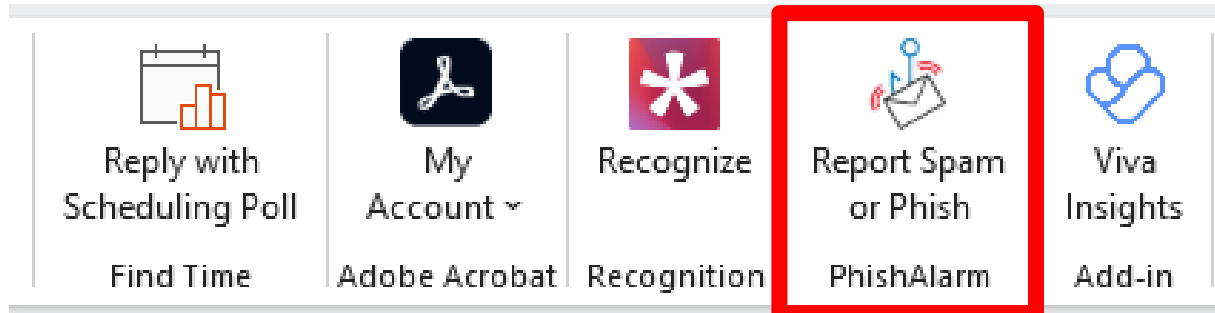 Reply with
Scheduling Poll
Find Time
My
Account
Adobe Acrobat
Recognize
Recognition
Report Spam
or Phish
PhishAlarm
Viva
Insights
Add-in